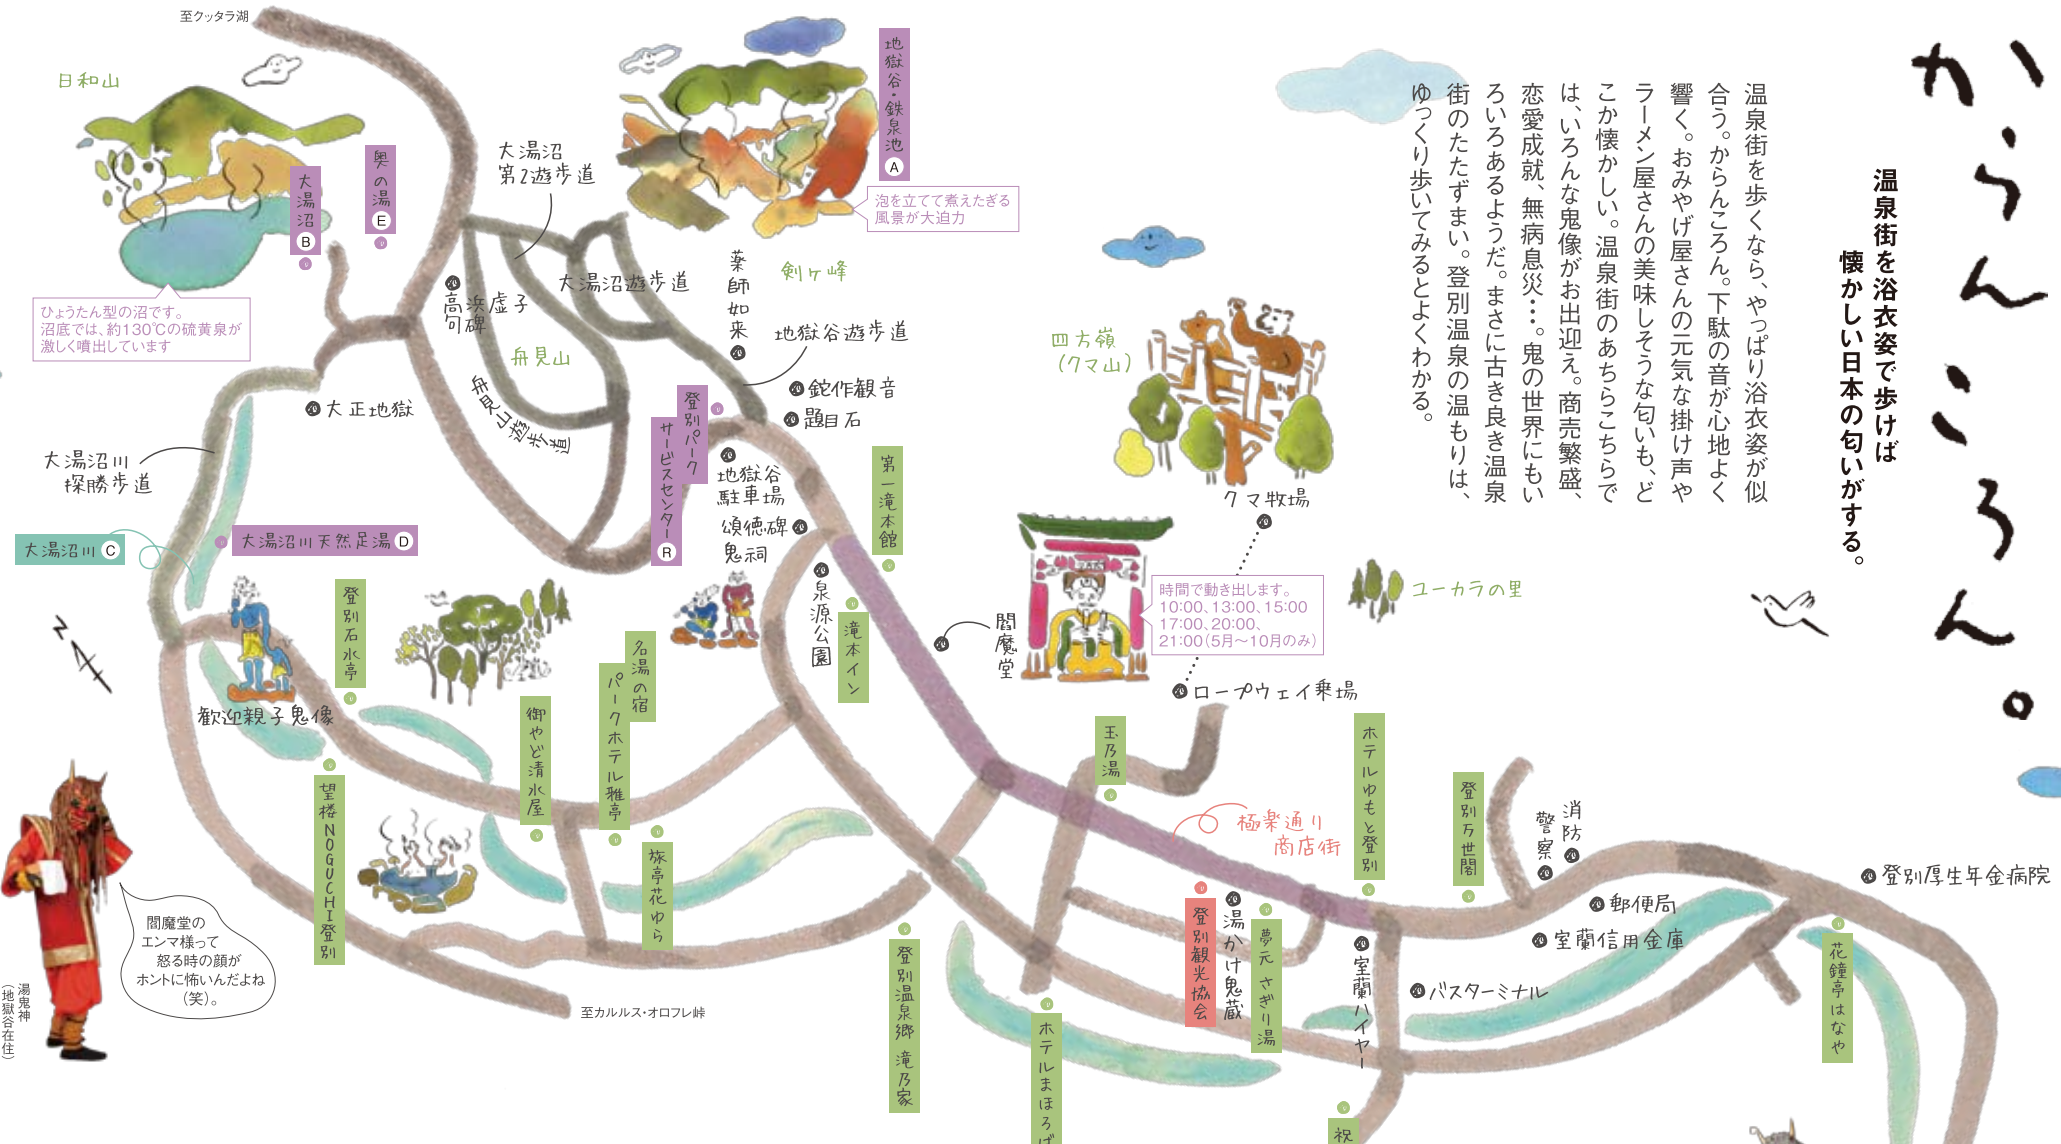 からんころん。
温泉街を浴衣姿で歩けば
懐かしい日本の匂いがする。
温泉街を歩くなら、やっぱり浴衣姿が似
合う。からんころん。下駄の音が心地よく
響く。おみやげ屋さんの元気な掛け声や
ラーメン屋さんの美味しそうな匂いも、ど
こか懐かしい。温泉街のあちらこちらで
は、いろんな鬼像がお出迎え。商売繁盛、
恋愛成就、無病息災・・・。鬼の世界にもい
ろいろあるようだ。まさに古き良き温泉
街のたたずまい。登別温泉の温もりは、
ゆっくり歩いてみるとよくわかる。
至クッタラ湖
日和山
大湯沼 B
奥の湯 E
ひょうたん型の沼です。
沼底では、約130℃の硫黄泉が
激しく噴出しています
大湯沼
第2遊歩道
地獄谷・鉄泉池 A
泡を立てて煮えたぎる
風景が大迫力
剣ヶ峰
大湯沼遊歩道
高浜虚子
句碑
舟見山
舟見山遊歩道
薬師如来
地獄谷遊歩道
鉈作観音
題目石
大正地獄
大湯沼川
探勝歩道
大湯沼川 C
大湯沼川天然足湯 D
登別パーク
サービスセンター R
地獄谷
駐車場
頌徳碑
鬼祠
泉源公園
第一滝本館
滝本イン
四方嶺
(クマ山)
クマ牧場
閻魔堂
時間で動き出します。
10:00、13:00、15:00
17:00、20:00、
21:00(5月〜10月のみ)
ユーカラの里
ロープウェイ乗場
歓迎親子鬼像
登別石水亭
望楼NOGUCHI登別
御やど清水屋
名湯の宿
パークホテル雅亭
旅亭花ゆら
玉乃湯
極楽通り
商店街
ホテルゆもと登別
登別万世閣
消防
警察
登別厚生年金病院
郵便局
室蘭信用金庫
バスターミナル
花鐘亭はなや
登別観光協会
湯かけ鬼蔵
夢元 さぎり湯
室蘭ハイヤー
登別温泉郷 滝乃家
ホテルまほろば
祝
至カルルス・オロフレ峠
閻魔堂の
エンマ様って
怒る時の顔が
ホントに怖いんだよね
(笑)。
湯鬼神
(地獄谷在住)